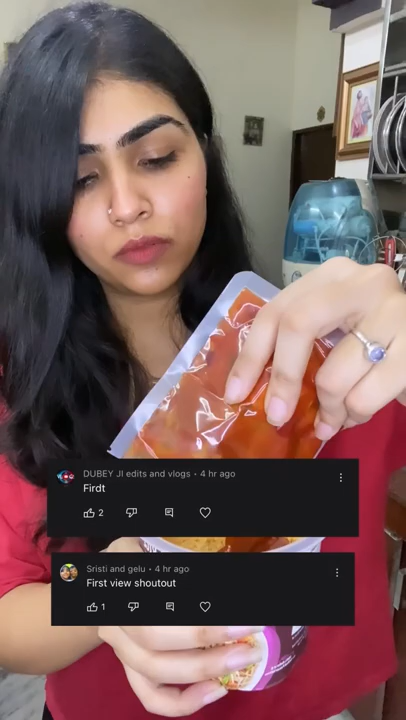 DUBEY JI edits and vlogs • 4 hr ago
Firdt
2
Sristi and gelu • 4 hr ago
First view shoutout
1